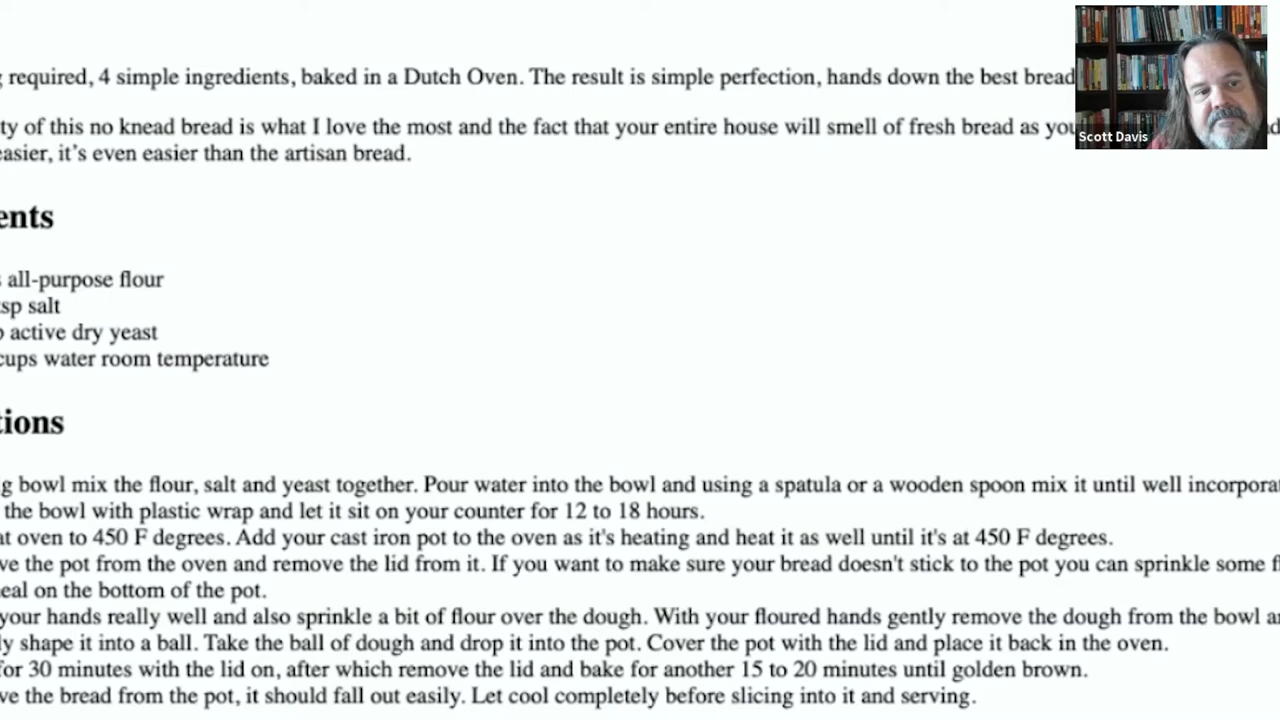 required, 4 simple ingredients, baked in a Dutch Oven. The result is simple perfection, hands down the best bread
ty of this no knead bread is what I love the most and the fact that your entire house will smell of fresh bread as you
easier, it's even easier than the artisan bread.
Scott Davis
ents
all-purpose flour
sp salt
active dry yeast
cups water room temperature
tions
g bowl mix the flour, salt and yeast together. Pour water into the bowl and using a spatula or a wooden spoon mix it until well incorporat
the bowl with plastic wrap and let it sit on your counter for 12 to 18 hours.
at oven to 450 F degrees. Add your cast iron pot to the oven as it's heating and heat it as well until it's at 450 F degrees.
ve the pot from the oven and remove the lid from it. If you want to make sure your bread doesn't stick to the pot you can sprinkle some fl
eal on the bottom of the pot.
your hands really well and also sprinkle a bit of flour over the dough. With your floured hands gently remove the dough from the bowl an
ly shape it into a ball. Take the ball of dough and drop it into the pot. Cover the pot with the lid and place it back in the oven.
for 30 minutes with the lid on, after which remove the lid and bake for another 15 to 20 minutes until golden brown.
ve the bread from the pot, it should fall out easily. Let cool completely before slicing into it and serving.